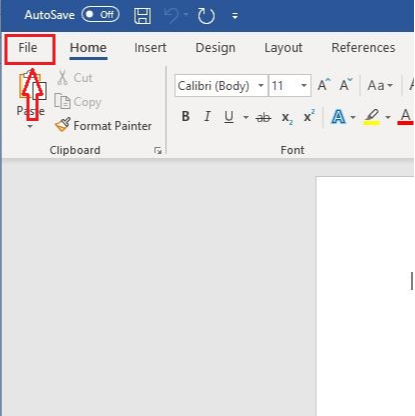 AutoSave Off
File Home Insert Design Layout References
Cut
Calibri (Body) 11 A A Aa
Copy
Paste
B I U ab x2 x2 A A
Format Painter
Clipboard Font